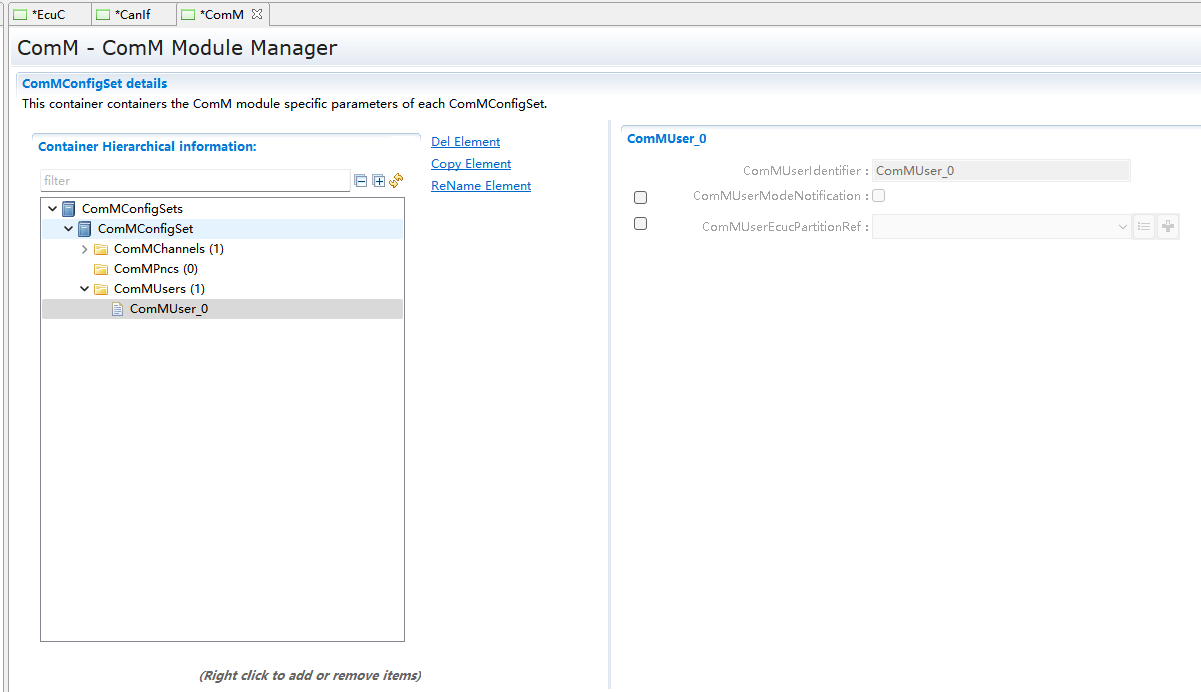 *EcuC *CanIf *ComM
ComM - ComM Module Manager
ComMConfigSet details
This container containers the ComM module specific parameters of each ComMConfigSet.
Container Hierarchical information:
filter
ComMConfigSets
ComMConfigSet
ComMChannels (1)
ComMPncs (0)
ComMUsers (1)
ComMUser_0
(Right click to add or remove items)
Del Element
Copy Element
ReName Element
ComMUser_0
ComMUserIdentifier : ComMUser_0
ComMUserModeNotification :
ComMUserEcucPartitionRef :